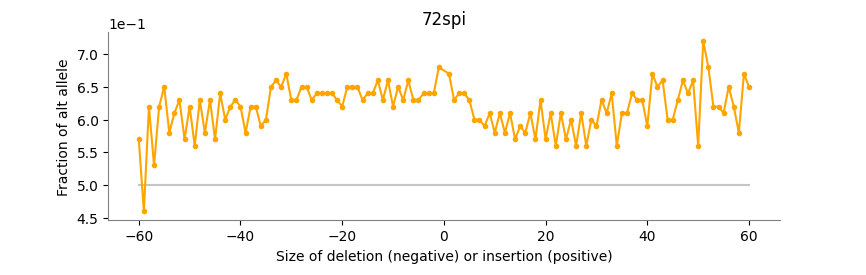 72spi
1e−1
7.0
6.5
6.0
5.5
5.0
4.5
Fraction of alt allele
−60 −40 −20 0 20 40 60
Size of deletion (negative) or insertion (positive)